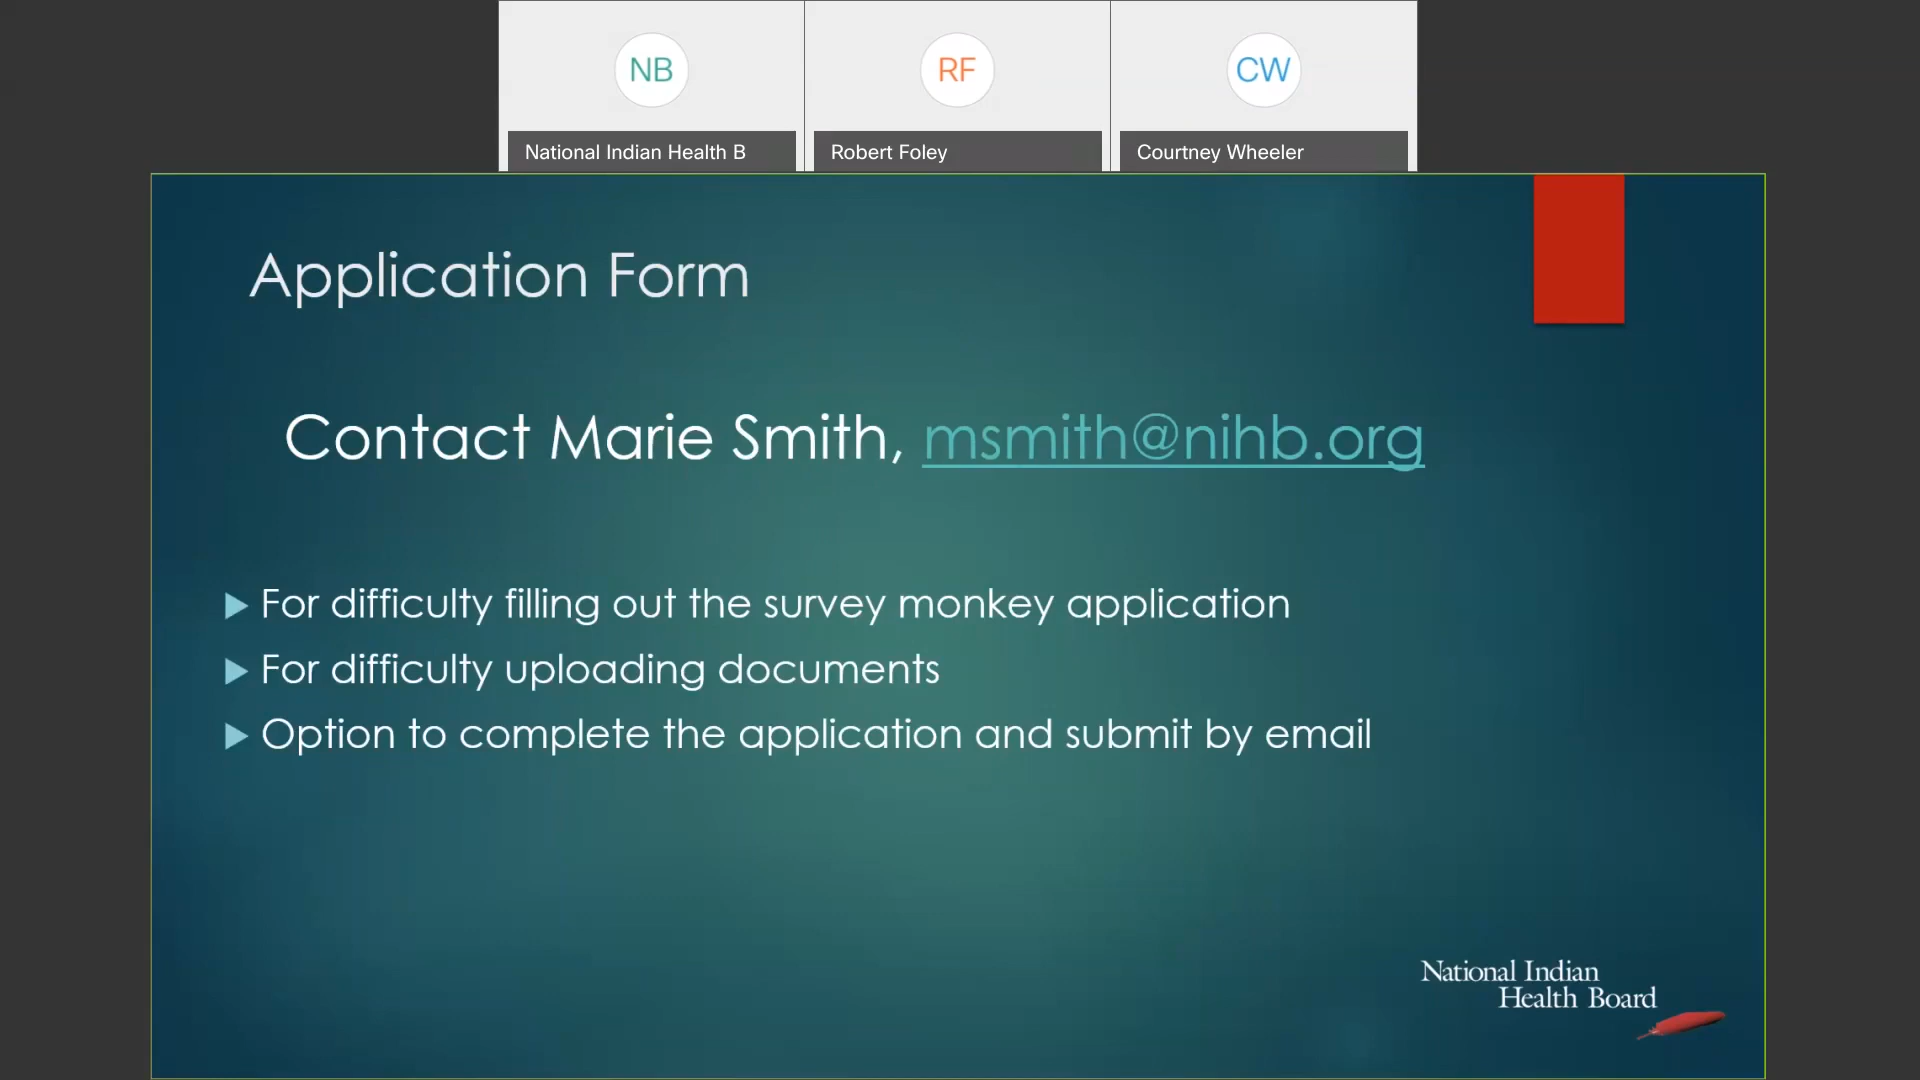 NB
RF
CW
National Indian Health B
Robert Foley
Courtney Wheeler
Application Form
Contact Marie Smith, msmith@nihb.org
For difficulty filling out the survey monkey application
For difficulty uploading documents
Option to complete the application and submit by email
National Indian
Health Board